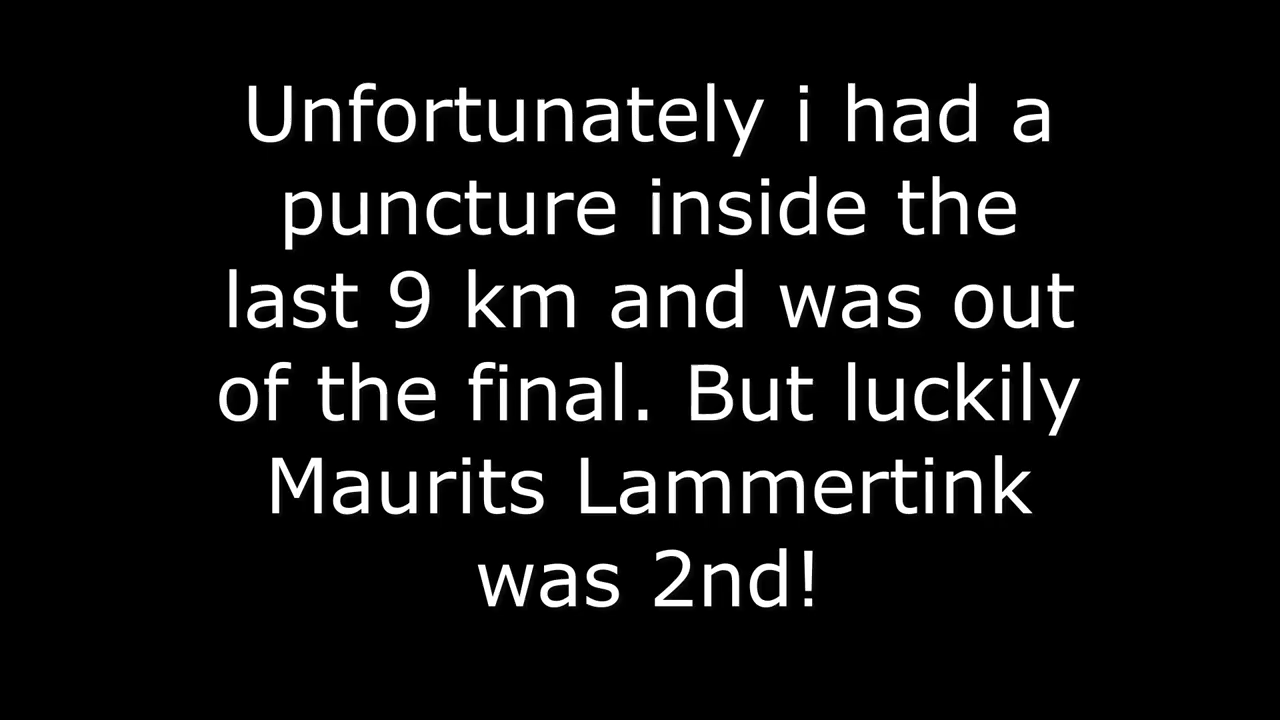 Unfortunately i had a
puncture inside the
last 9 km and was out
of the final. But luckily
Maurits Lammertink
was 2nd!